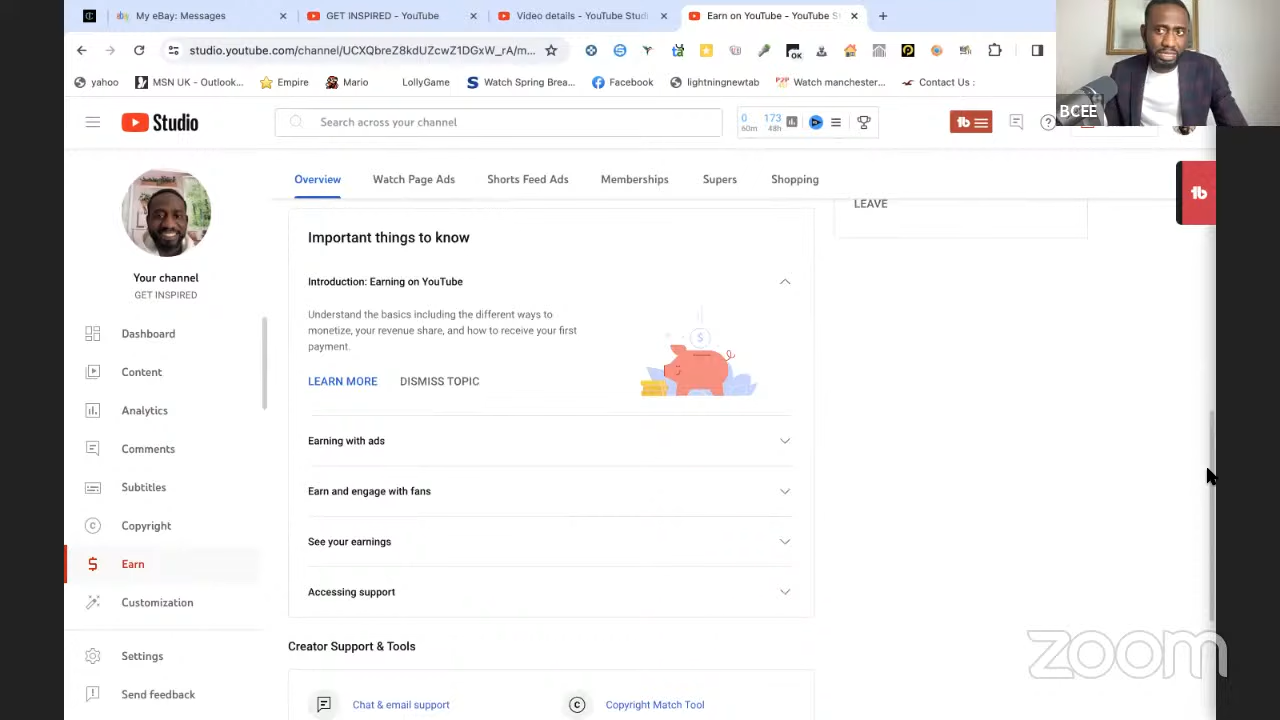 My eBay: Messages
GET INSPIRED - YouTube
Video details - YouTube Stud
Earn on YouTube - YouTube St
studio.youtube.com/channel/UCXQbreZ8kdUZcwZ1DGxW_rA/m...
OK
yahoo
MSN UK - Outlook...
Empire
Mario
LollyGame
Watch Spring Brea...
Facebook
lightningnewtab
Watch manchester...
Contact Us :
BCEE
Studio
Search across your channel
0
60m
173
48h
Overview
Watch Page Ads
Shorts Feed Ads
Memberships
Supers
Shopping
LEAVE
Your channel
GET INSPIRED
Dashboard
Content
Analytics
Comments
Subtitles
Copyright
Earn
Customization
Settings
Send feedback
Important things to know
Introduction: Earning on YouTube
Understand the basics including the different ways to
monetize, your revenue share, and how to receive your first
payment.
LEARN MORE
DISMISS TOPIC
Earning with ads
Earn and engage with fans
See your earnings
Accessing support
Creator Support & Tools
Chat & email support
Copyright Match Tool
zoom